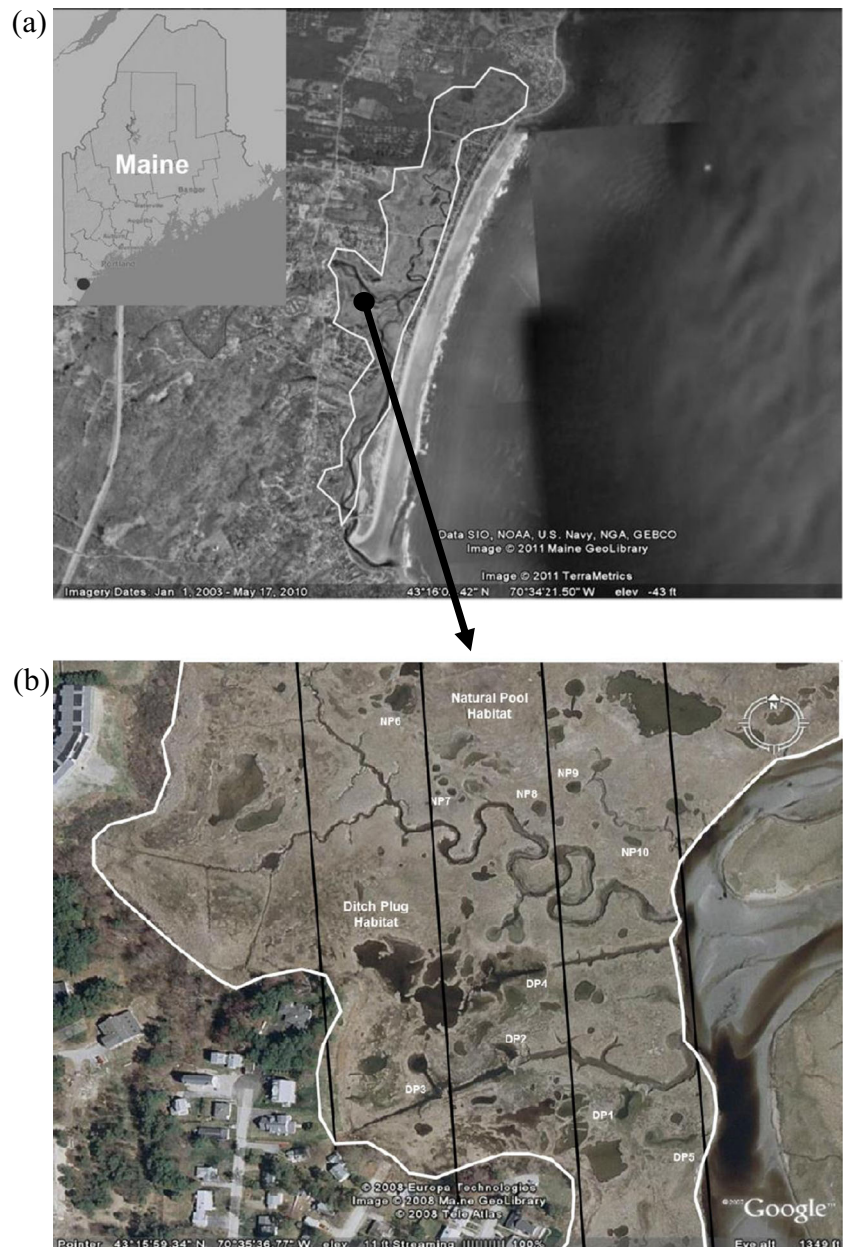 (a)
Maine
Bangor
Waterville
Augusta
Portland
Data SIO, NOAA, U.S. Navy, NGA, GEBCO
Image © 2011 Maine GeoLibrary
Image © 2011 TerraMetrics
Imagery Dates: Jan 1, 2003 - May 17, 2010
70°34'21.50" W elev -43 ft
(b)
Natural Pool
Habitat
N
NP6
NP9
NP7
NP8
NP10
Ditch Plug
Habitat
DP4
DP2
DP3
DP1
DP5
© 2008 Europa Technologies
Image © 2008 Maine GeoLibrary
© 2008 Tele Atlas
Google
Pointer 43°15'59.34" N 70°35'36.77" W elev 11 ft Streaming 100%
Eye alt 1349 ft